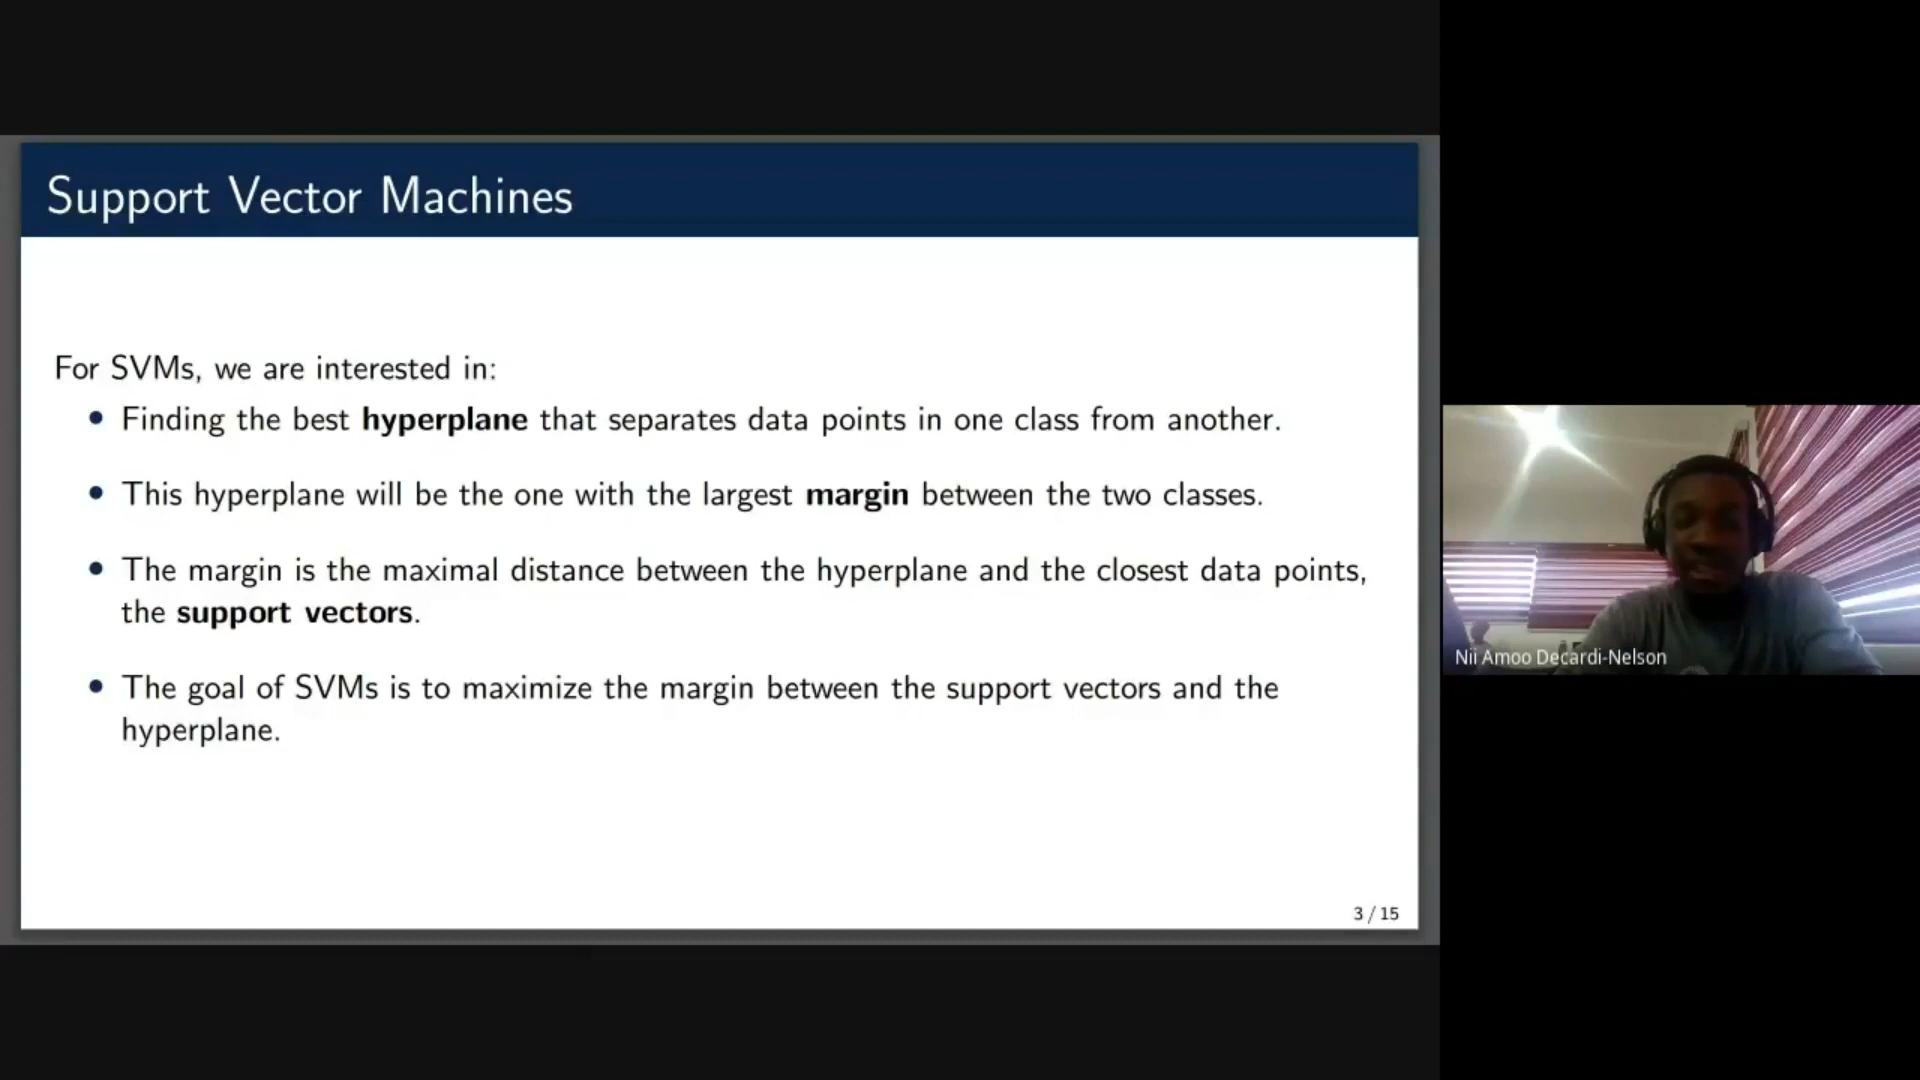 Support Vector Machines
For SVMs, we are interested in:
• Finding the best hyperplane that separates data points in one class from another.
• This hyperplane will be the one with the largest margin between the two classes.
• The margin is the maximal distance between the hyperplane and the closest data points,
the support vectors.
• The goal of SVMs is to maximize the margin between the support vectors and the
hyperplane.
3 / 15
Nii Amoo Decardi-Nelson